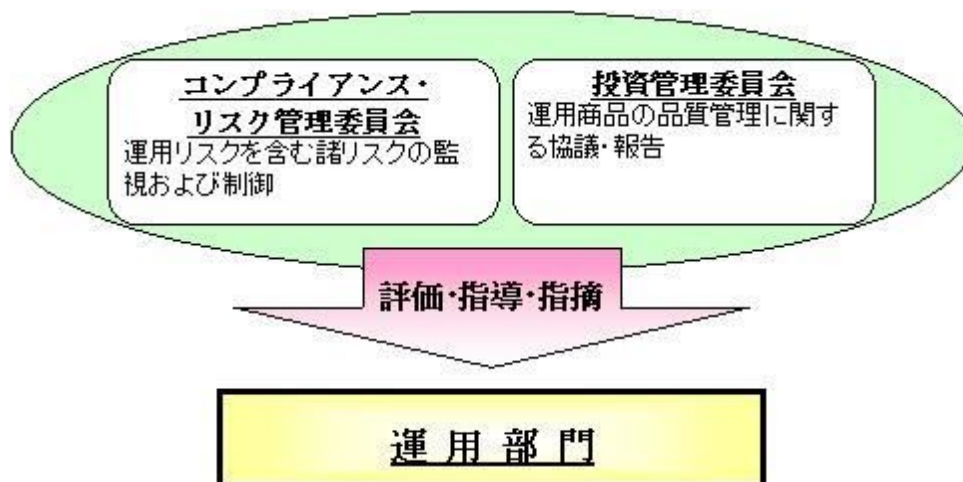 コンプライアンス・
リスク管理委員会
運用リスクを含む諸リスクの監
視および制御
投資管理委員会
運用商品の品質管理に関す
る協議・報告
評価・指導・指摘
運用部門